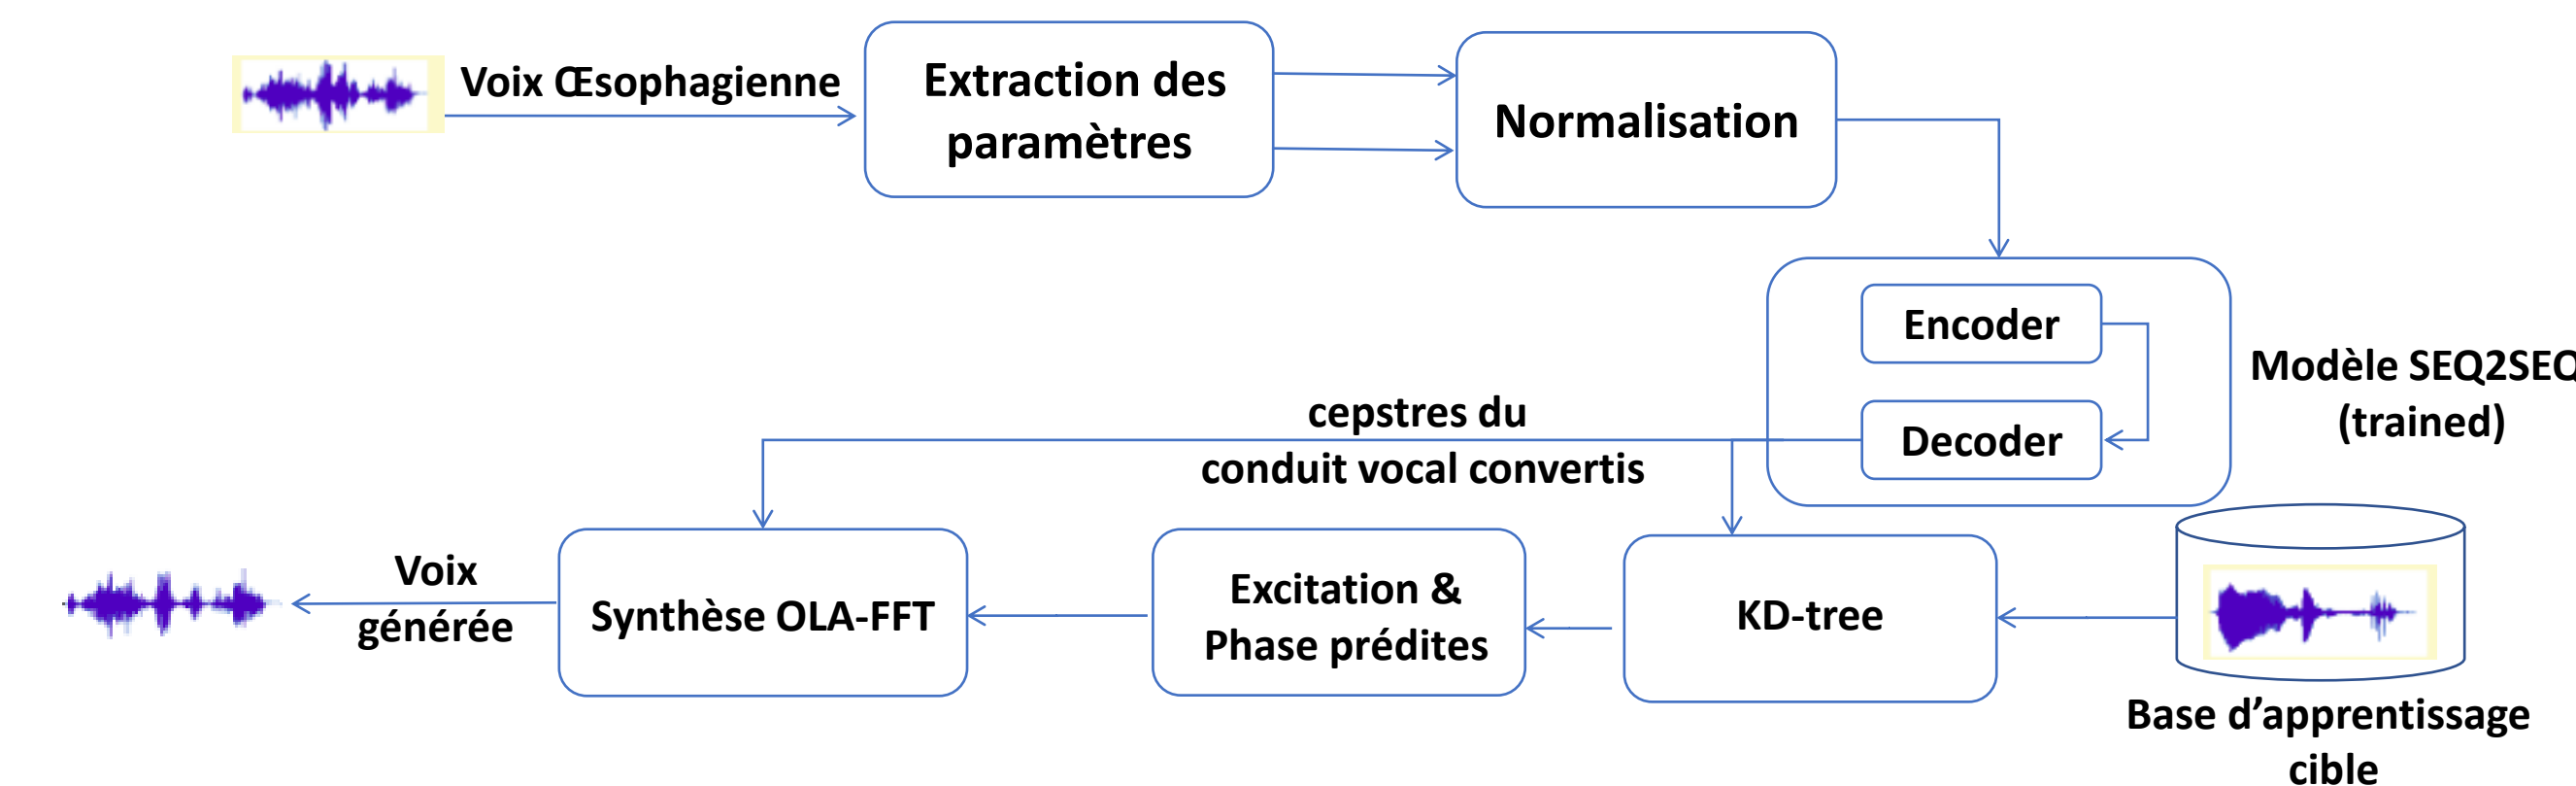 Voix Œsophagienne
Extraction des
paramètres
Normalisation
Encoder
Decoder
Modèle SEQ2SEQ
(trained)
cepstres du
conduit vocal convertis
Voix
générée
Synthèse OLA-FFT
Excitation &
Phase prédites
KD-tree
Base d’apprentissage
cible